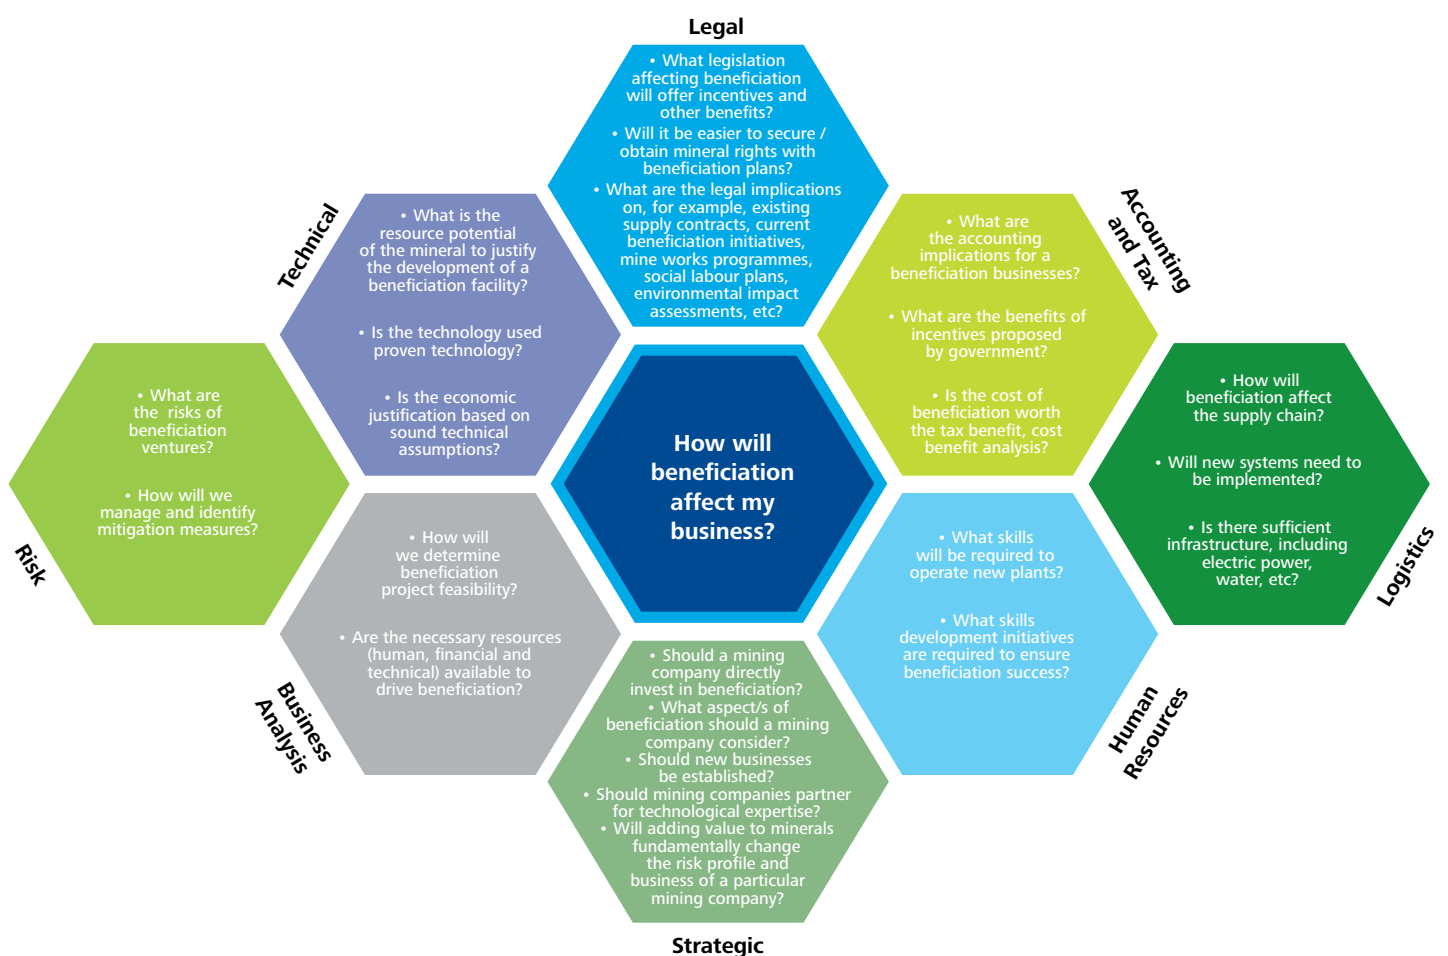 Legal
• What legislation
affecting beneficiation
will offer incentives and
other benefits?
• Will it be easier to secure /
obtain mineral rights with
beneficiation plans?
• What are the legal implications
on, for example, existing
supply contracts, current
beneficiation initiatives,
mine works programmes,
social labour plans,
environmental impact
assessments, etc?
Technical
• What is the
resource potential
of the mineral to justify
the development of a
beneficiation facility?
• Is the technology used
proven technology?
• Is the economic
justification based on
sound technical
assumptions?
Accounting
and Tax
• What are
the accounting
implications for a
beneficiation businesses?
• What are the benefits of
incentives proposed
by government?
• Is the cost of
beneficiation worth
the tax benefit, cost
benefit analysis?
Risk
• What are
the risks of
beneficiation
ventures?
• How will we
manage and identify
mitigation measures?
How will
beneficiation
affect my
business?
Logistics
• How will
beneficiation affect
the supply chain?
• Will new systems need to
be implemented?
• Is there sufficient
infrastructure, including
electric power,
water, etc?
Business
Analysis
• How will
we determine
beneficiation
project feasibility?
• Are the necessary resources
(human, financial and
technical) available to
drive beneficiation?
Human
Resources
• What skills
will be required to
operate new plants?
• What skills
development initiatives
are required to ensure
beneficiation success?
• Should a mining
company directly
invest in beneficiation?
• What aspect/s of
beneficiation should a mining
company consider?
• Should new businesses
be established?
• Should mining companies partner
for technological expertise?
• Will adding value to minerals
fundamentally change
the risk profile and
business of a particular
mining company?
Strategic